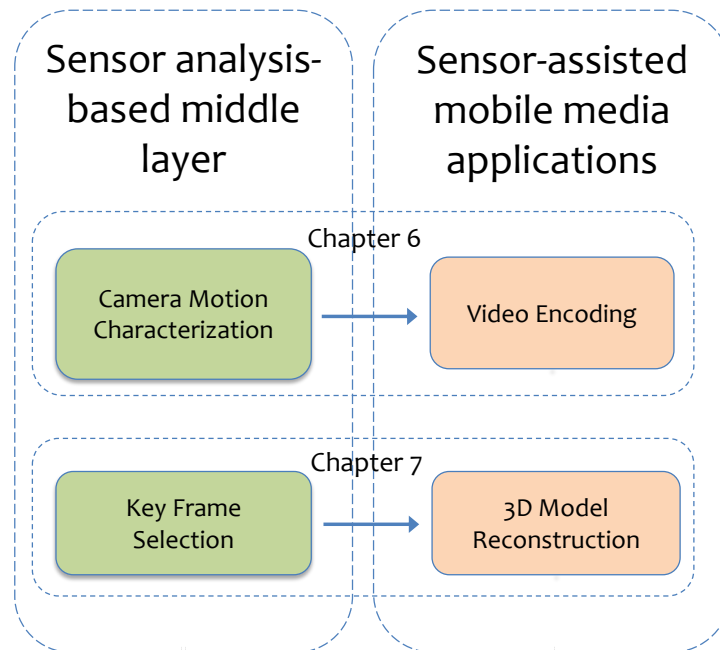 Sensor analysis-
based middle
layer
Sensor-assisted
mobile media
applications
Chapter 6
Camera Motion
Characterization
Video Encoding
Chapter 7
Key Frame
Selection
3D Model
Reconstruction